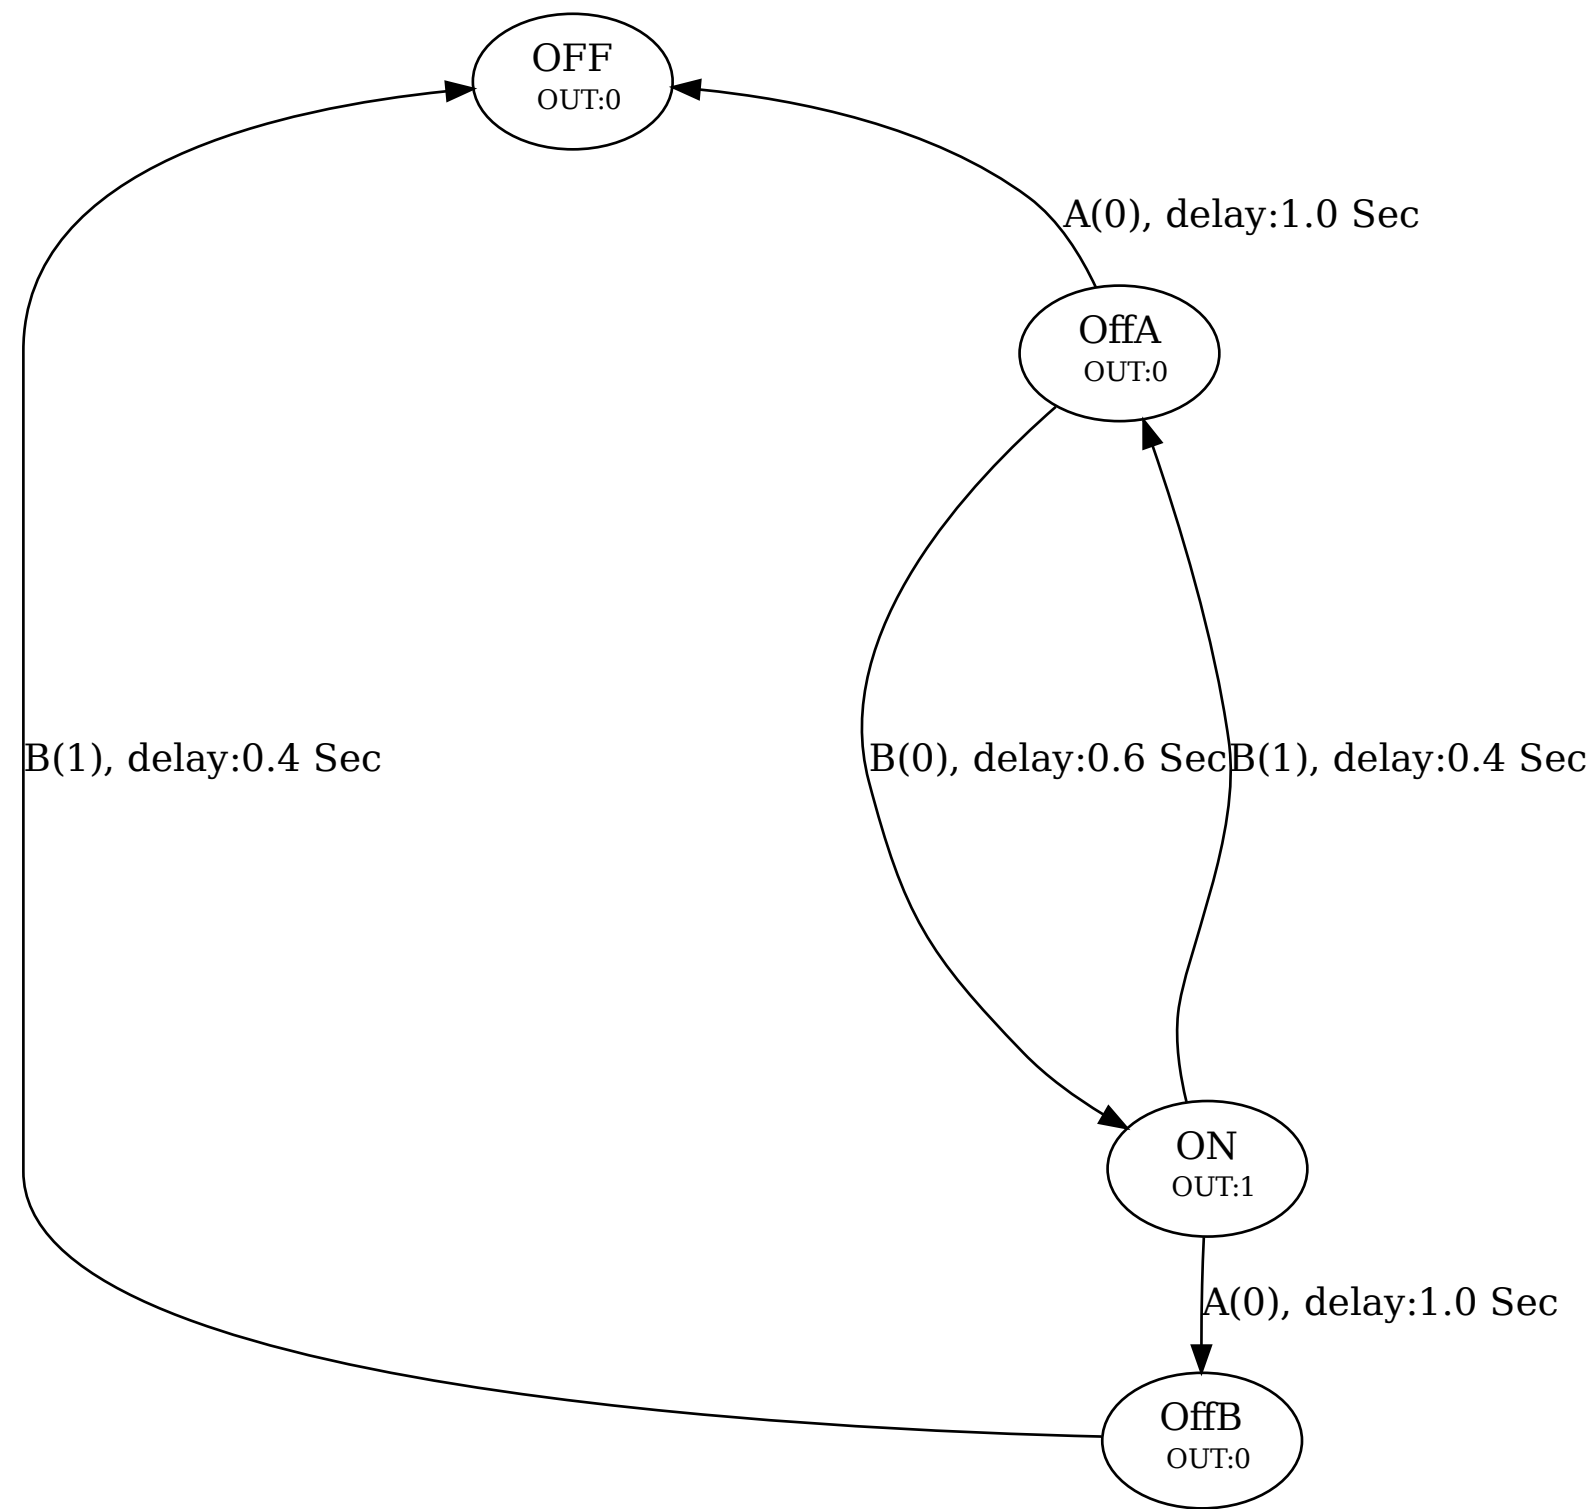 OFF
OUT:0
A(0), delay:1.0 Sec
OffA
OUT:0
B(1), delay:0.4 Sec
B(0), delay:0.6 Sec
B(1), delay:0.4 Sec
ON
OUT:1
A(0), delay:1.0 Sec
OffB
OUT:0